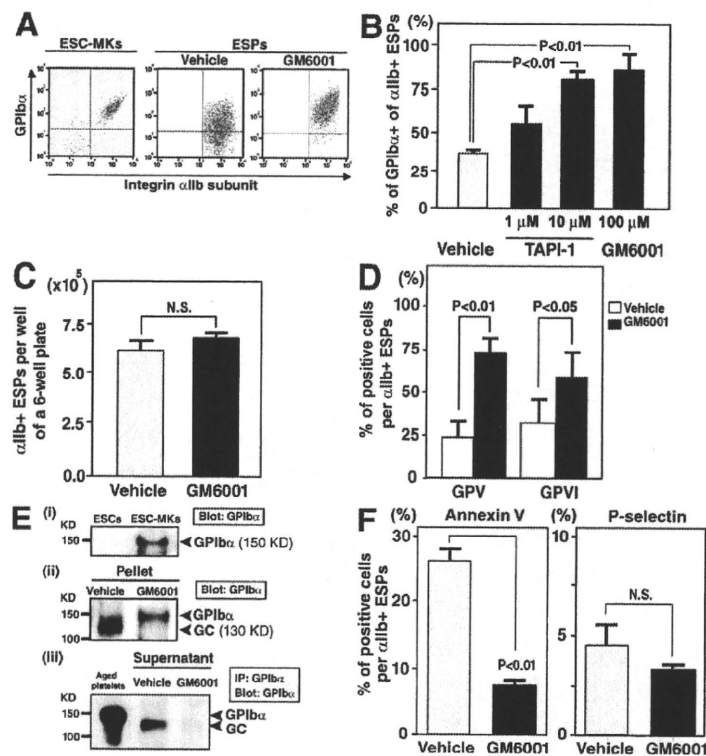 A
ESC-MKs
ESPs
Vehicle
GM6001
GPIbα
Integrin αIIb subunit
B
(%)
% of GPIbα+ of αIIb+ ESPs
100
75
50
25
0
P<0.01
P<0.01
1 µM
10 µM
100 µM
Vehicle
TAPI-1
GM6001
C
(x10⁵)
αIIb+ ESPs per well
of a 6-well plate
7.5
5.0
2.5
0.0
N.S.
Vehicle
GM6001
D
(%)
% of positive cells
per αIIb+ ESPs
100
75
50
25
0
P<0.01
P<0.05
Vehicle
GM6001
GPV
GPVI
E
(i)
KD
ESCs
ESC-MKs
Blot: GPIbα
150
GPIbα (150 KD)
(ii)
Pellet
KD
Vehicle
GM6001
Blot: GPIbα
150
GPIbα
100
GC (130 KD)
(iii)
Supernatant
KD
Aged
platelets
Vehicle
GM6001
IP: GPIbα
Blot: GPIbα
150
GPIbα
100
GC
F
(%)
Annexin V
% of positive cells
per αIIb+ ESPs
30
20
10
0
P<0.01
Vehicle
GM6001
(%)
P-selectin
10
5
0
N.S.
Vehicle
GM6001